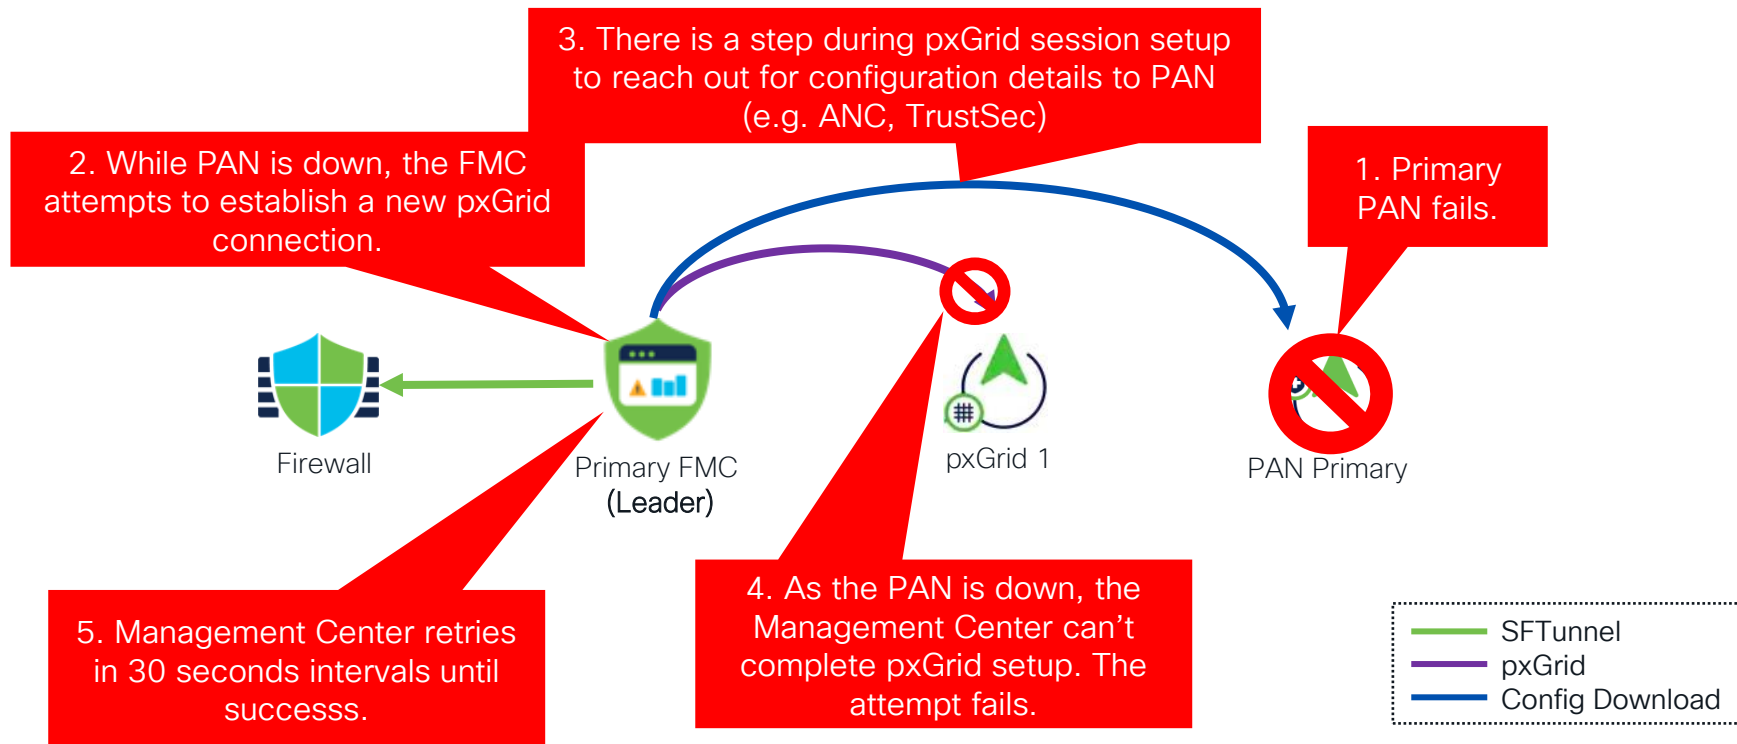 3. There is a step during pxGrid session setup
to reach out for configuration details to PAN
(e.g. ANC, TrustSec)
2. While PAN is down, the FMC
attempts to establish a new pxGrid
connection.
1. Primary
PAN fails.
Firewall
Primary FMC
(Leader)
pxGrid 1
PAN Primary
5. Management Center retries
in 30 seconds intervals until
successs.
4. As the PAN is down, the
Management Center can’t
complete pxGrid setup. The
attempt fails.
SFTunnel
pxGrid
Config Download